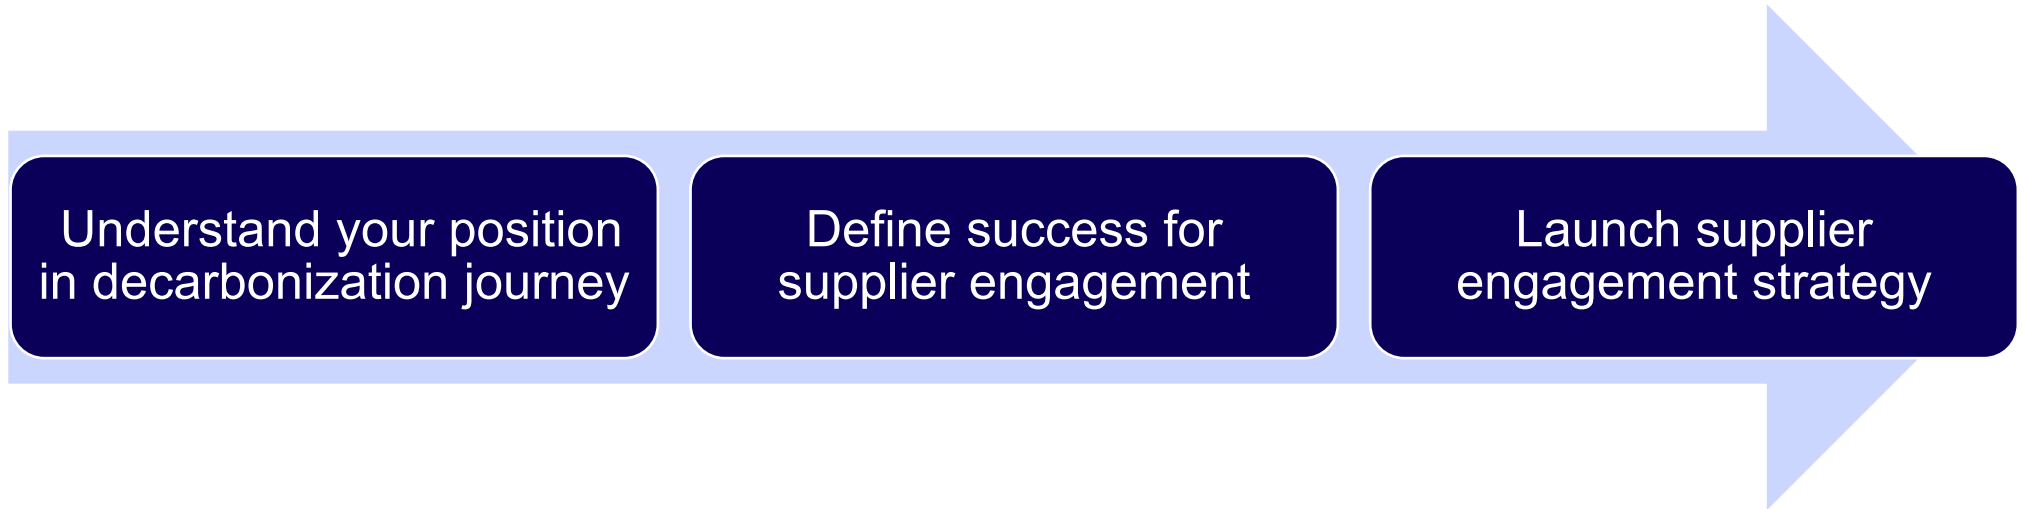 Understand your position
in decarbonization journey
Define success for
supplier engagement
Launch supplier
engagement strategy